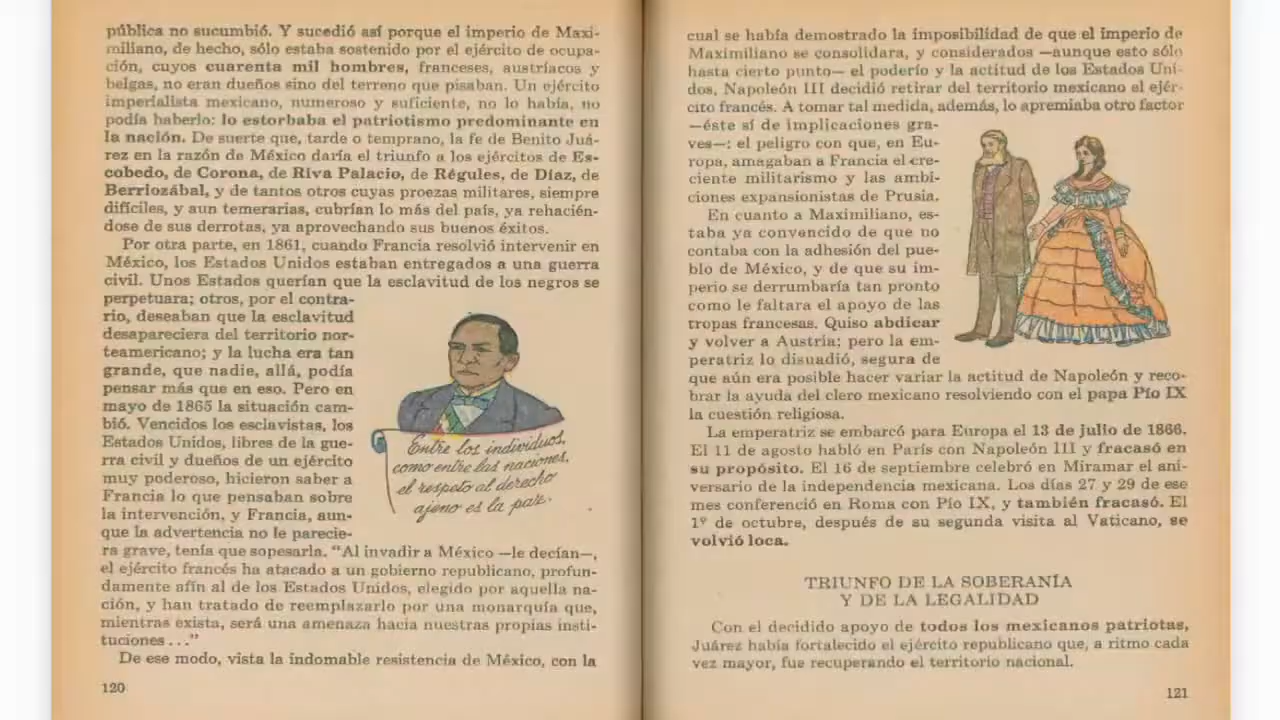 pública no sucumbió. Y sucedió así porque el imperio de Maxi-
miliano, de hecho, sólo estaba sostenido por el ejército de ocupa-
ción, cuyos cuarenta mil hombres, franceses, austríacos y
belgas, no eran dueños sino del terreno que pisaban. Un ejército
imperialista mexicano, numeroso y suficiente, no lo había, no
podía haberlo: lo estorbaba el patriotismo predominante en
la nación. De suerte que, tarde o temprano, la fe de Benito Juá-
rez en la razón de México daría el triunfo a los ejércitos de Es-
cobedo, de Corona, de Riva Palacio, de Régules, de Díaz, de
Berriozábal, y de tantos otros cuyas proezas militares, siempre
difíciles, y aun temerarias, cubrían lo más del país, ya rehacién-
dose de sus derrotas, ya aprovechando sus buenos éxitos.
Por otra parte, en 1861, cuando Francia resolvió intervenir en
México, los Estados Unidos estaban entregados a una guerra
civil. Unos Estados querían que la esclavitud de los negros se
perpetuara; otros, por el contra-
rio, deseaban que la esclavitud
desapareciera del territorio nor-
teamericano; y la lucha era tan
grande, que nadie, allá, podía
pensar más que en eso. Pero en
mayo de 1865 la situación cam-
bió. Vencidos los esclavistas, los
Estados Unidos, libres de la gue-
rra civil y dueños de un ejército
muy poderoso, hicieron saber a
Francia lo que pensaban sobre
la intervención, y Francia, aun-
que la advertencia no le parecie-
ra grave, tenía que sopesarla. "Al invadir a México —le decían—,
el ejército francés ha atacado a un gobierno republicano, profun-
damente afín al de los Estados Unidos, elegido por aquella na-
ción, y han tratado de reemplazarlo por una monarquía que,
mientras exista, será una amenaza hacia nuestras propias insti-
tuciones . . ."
De ese modo, vista la indomable resistencia de México, con la
Entre los individuos,
como entre las naciones,
el respeto al derecho
ajeno es la paz.
120
cual se había demostrado la imposibilidad de que el imperio de
Maximiliano se consolidara, y considerados —aunque esto sólo
hasta cierto punto— el poderío y la actitud de los Estados Uni-
dos, Napoleón III decidió retirar del territorio mexicano el ejér-
cito francés. A tomar tal medida, además, lo apremiaba otro factor
—éste sí de implicaciones gra-
ves—: el peligro con que, en Eu-
ropa, amagaban a Francia el cre-
ciente militarismo y las ambi-
ciones expansionistas de Prusia.
En cuanto a Maximiliano, es-
taba ya convencido de que no
contaba con la adhesión del pue-
blo de México, y de que su im-
perio se derrumbaría tan pronto
como le faltara el apoyo de las
tropas francesas. Quiso abdicar
y volver a Austria; pero la em-
peratriz lo disuadió, segura de
que aún era posible hacer variar la actitud de Napoleón y reco-
brar la ayuda del clero mexicano resolviendo con el papa Pío IX
la cuestión religiosa.
La emperatriz se embarcó para Europa el 13 de julio de 1866.
El 11 de agosto habló en París con Napoleón III y fracasó en
su propósito. El 16 de septiembre celebró en Miramar el ani-
versario de la independencia mexicana. Los días 27 y 29 de ese
mes conferenció en Roma con Pío IX, y también fracasó. El
1º de octubre, después de su segunda visita al Vaticano, se
volvió loca.
TRIUNFO DE LA SOBERANÍA
Y DE LA LEGALIDAD
Con el decidido apoyo de todos los mexicanos patriotas,
Juárez había fortalecido el ejército republicano que, a ritmo cada
vez mayor, fue recuperando el territorio nacional.
121